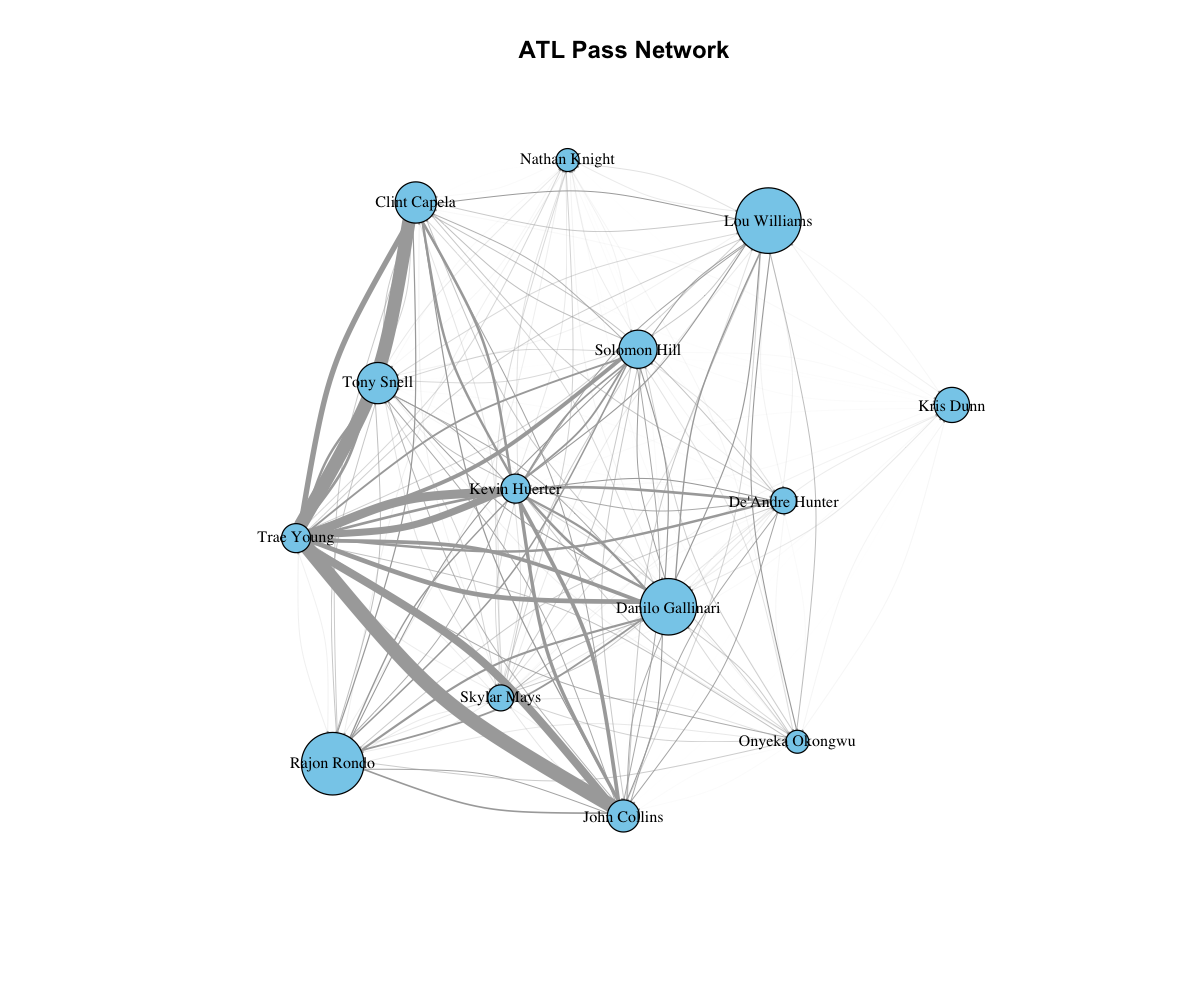 ATL Pass Network
Nathan Knight
Clint Capela
Lou Williams
Solomon Hill
Tony Snell
Kris Dunn
Kevin Huerter
De'Andre Hunter
Trae Young
Danilo Gallinari
Skylar Mays
Onyeka Okongwu
Rajon Rondo
John Collins